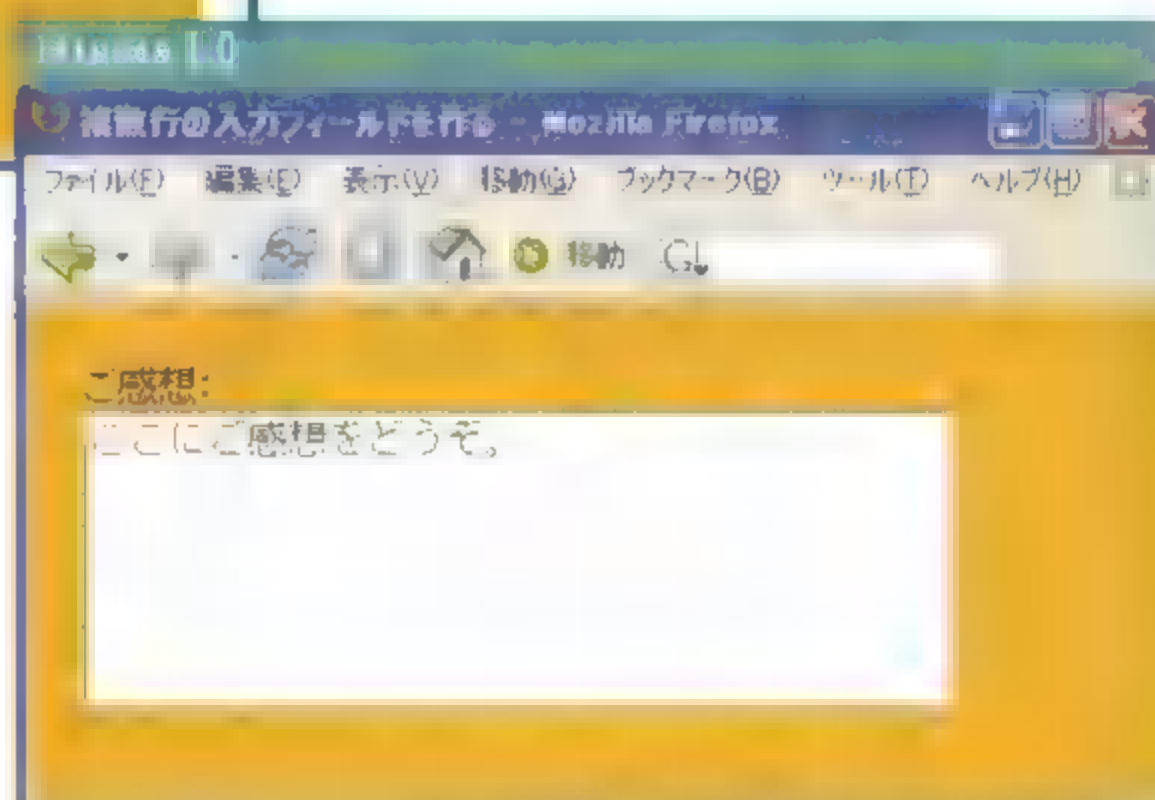 複数行の入力フィールドを作る - Mozilla Firefox
ファイル(F) 編集(E) 表示(V) 移動(G) ブックマーク(B) ツール(T) ヘルプ(H)
移動
ご感想:
ここにご感想をどうぞ。